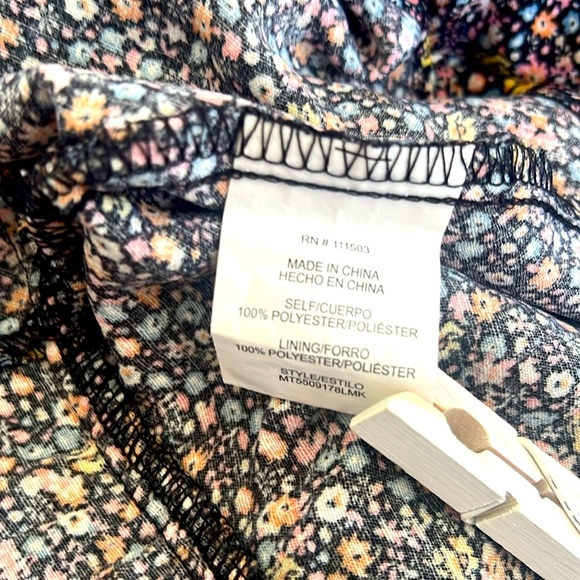 RN # 111503
MADE IN CHINA
HECHO EN CHINA
SELF/CUERPO
100% POLYESTER/POLIÉSTER
LINING/FORRO
100% POLYESTER/POLIÉSTER
STYLE/ESTILO
MT5509178LMK